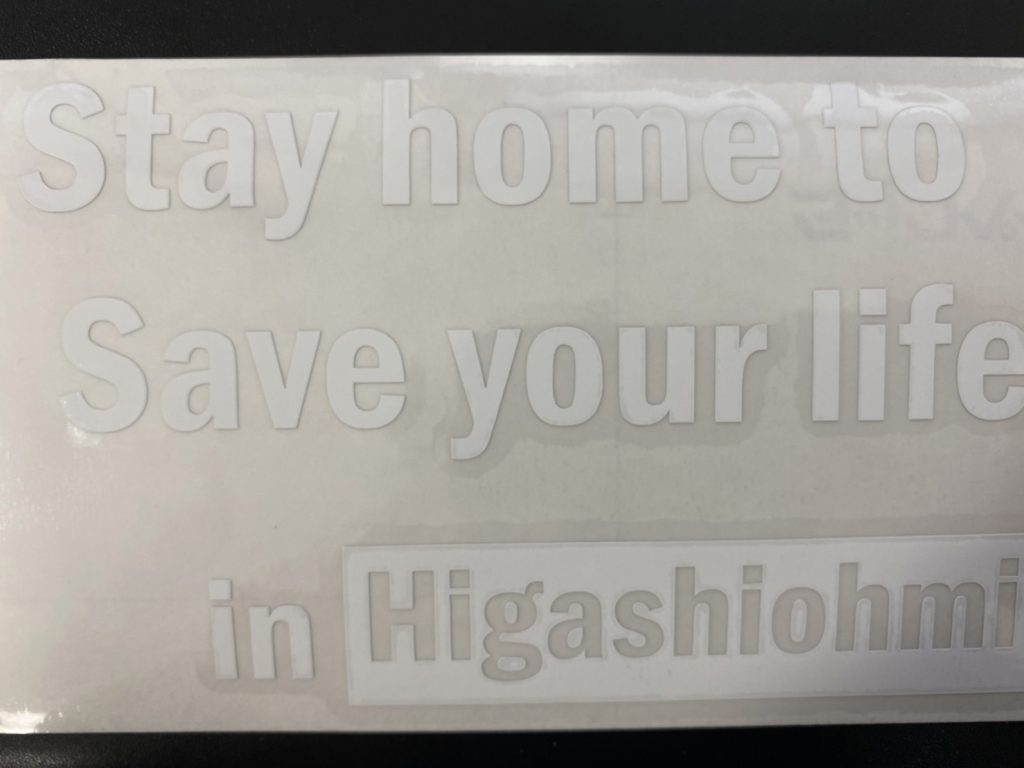 Stay home to
Save your life
in Higashiohmi